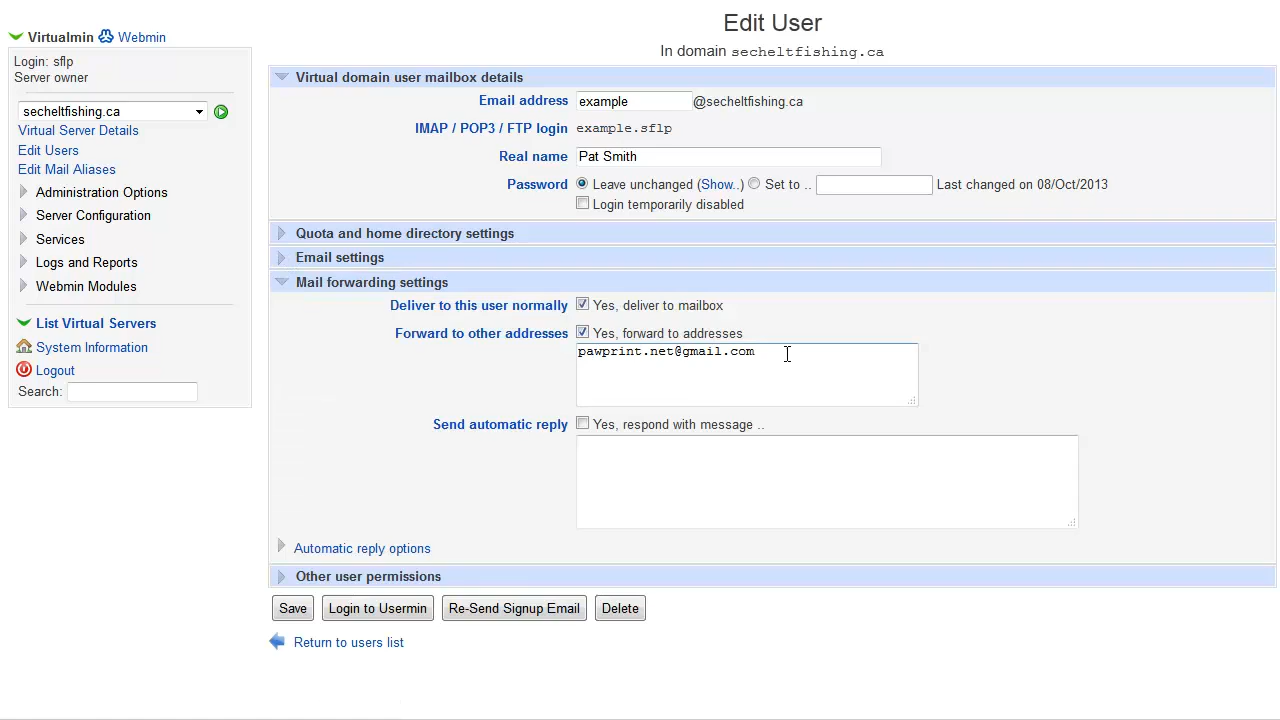 Edit User
In domain secheltfishing.ca
Virtualmin Webmin
Login: sflp
Server owner
secheltfishing.ca
Virtual Server Details
Edit Users
Edit Mail Aliases
Administration Options
Server Configuration
Services
Logs and Reports
Webmin Modules
List Virtual Servers
System Information
Logout
Search:
Virtual domain user mailbox details
Email address example @secheltfishing.ca
IMAP / POP3 / FTP login example.sflp
Real name Pat Smith
Password Leave unchanged (Show..) Set to .. Last changed on 08/Oct/2013
Login temporarily disabled
Quota and home directory settings
Email settings
Mail forwarding settings
Deliver to this user normally Yes, deliver to mailbox
Forward to other addresses Yes, forward to addresses
pawprint.net@gmail.com
Send automatic reply Yes, respond with message ..
Automatic reply options
Other user permissions
Save Login to Usermin Re-Send Signup Email Delete
Return to users list